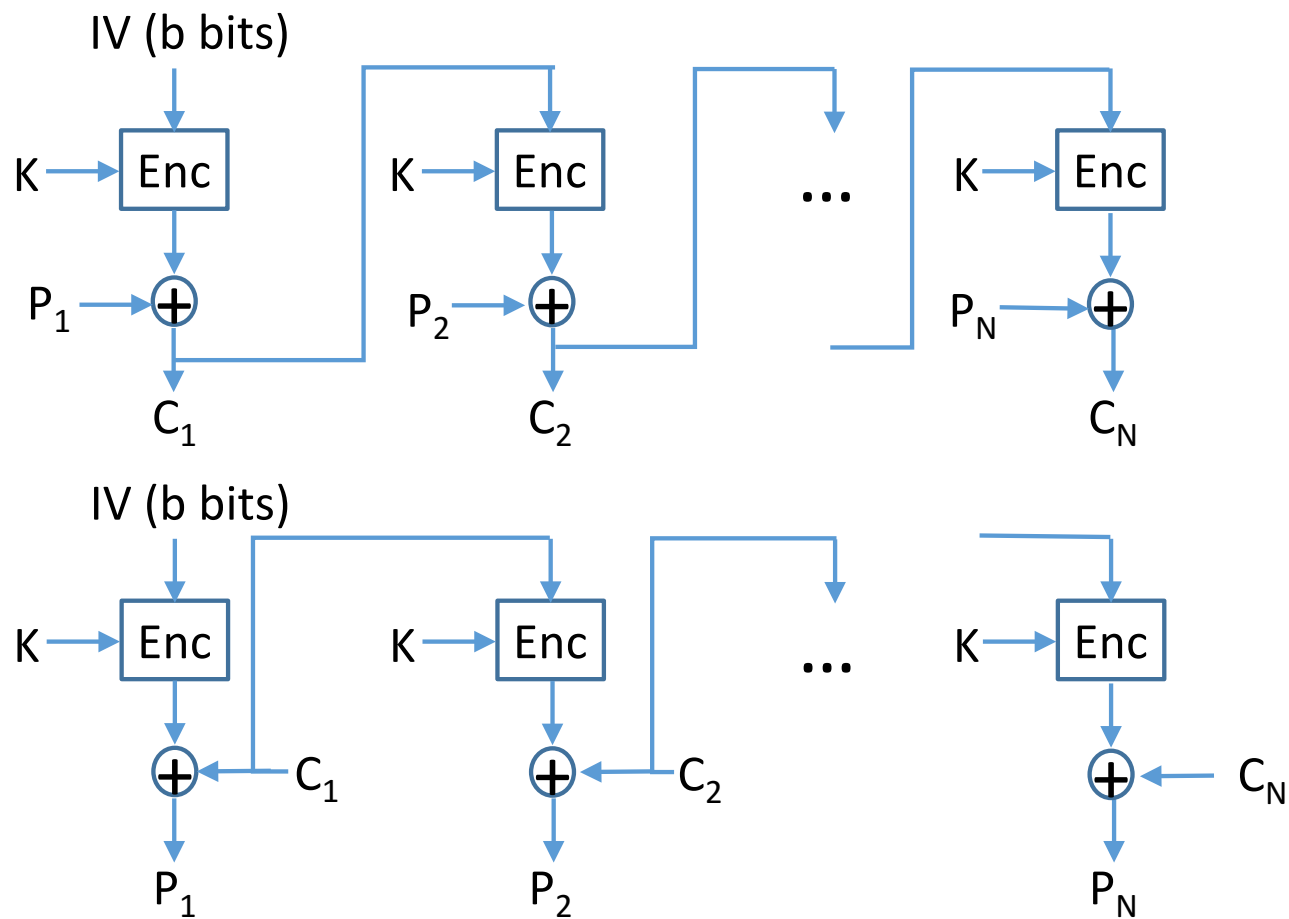 IV (b bits)
K Enc K Enc ... K Enc
P1 P2 PN
C1 C2 CN
IV (b bits)
K Enc K Enc ... K Enc
C1 C2 CN
P1 P2 PN